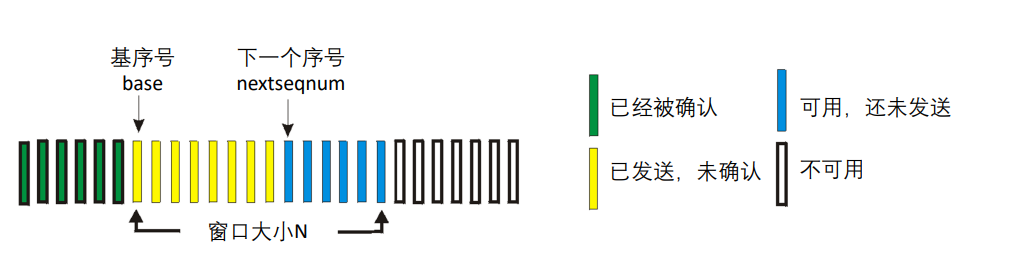 基序号
base
下一个序号
nextseqnum
窗口大小N
已经被确认
已发送，未确认
可用，还未发送
不可用